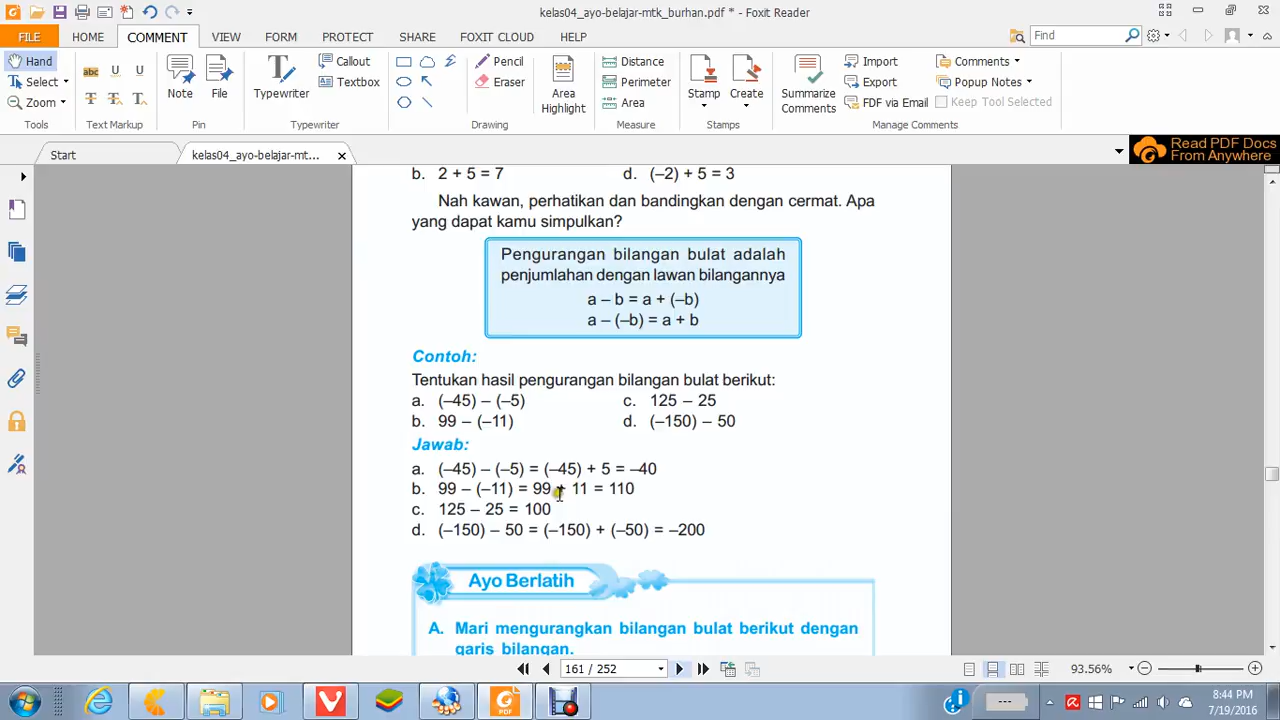 kelas04_ayo-belajar-mtk_burhan.pdf * - Foxit Reader
FILE HOME COMMENT VIEW FORM PROTECT SHARE FOXIT CLOUD HELP
Find
Hand
Select
Zoom
Tools
abc U U
T T T
Text Markup
Note
File
Pin
Typewriter
Callout
Textbox
Typewriter
Pencil
Eraser
Area Highlight
Drawing
Distance
Perimeter
Area
Measure
Stamp
Create
Stamps
Summarize Comments
Import
Export
FDF via Email
Comments
Popup Notes
Keep Tool Selected
Manage Comments
Start
kelas04_ayo-belajar-mt...
Read PDF Docs
From Anywhere
b. 2 + 5 = 7 d. (–2) + 5 = 3
Nah kawan, perhatikan dan bandingkan dengan cermat. Apa
yang dapat kamu simpulkan?
Pengurangan bilangan bulat adalah
penjumlahan dengan lawan bilangannya
a – b = a + (–b)
a – (–b) = a + b
Contoh:
Tentukan hasil pengurangan bilangan bulat berikut:
a. (–45) – (–5) c. 125 – 25
b. 99 – (–11) d. (–150) – 50
Jawab:
a. (–45) – (–5) = (–45) + 5 = –40
b. 99 – (–11) = 99 + 11 = 110
c. 125 – 25 = 100
d. (–150) – 50 = (–150) + (–50) = –200
Ayo Berlatih
A. Mari mengurangkan bilangan bulat berikut dengan
garis bilangan.
161 / 252
93.56%
PDF
8:44 PM
7/19/2016